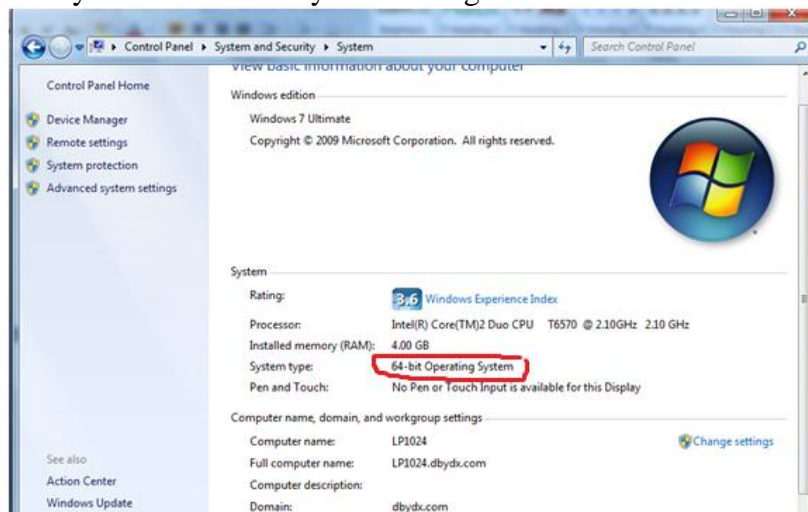 Control Panel ▸ System and Security ▸ System
Search Control Panel
Control Panel Home
Device Manager
Remote settings
System protection
Advanced system settings
See also
Action Center
Windows Update
View basic information about your computer
Windows edition
Windows 7 Ultimate
Copyright © 2009 Microsoft Corporation. All rights reserved.
System
Rating: 3.6 Windows Experience Index
Processor: Intel(R) Core(TM)2 Duo CPU T6570 @ 2.10GHz 2.10 GHz
Installed memory (RAM): 4.00 GB
System type: 64-bit Operating System
Pen and Touch: No Pen or Touch Input is available for this Display
Computer name, domain, and workgroup settings
Computer name: LP1024
Change settings
Full computer name: LP1024.dbydx.com
Computer description:
Domain: dbydx.com